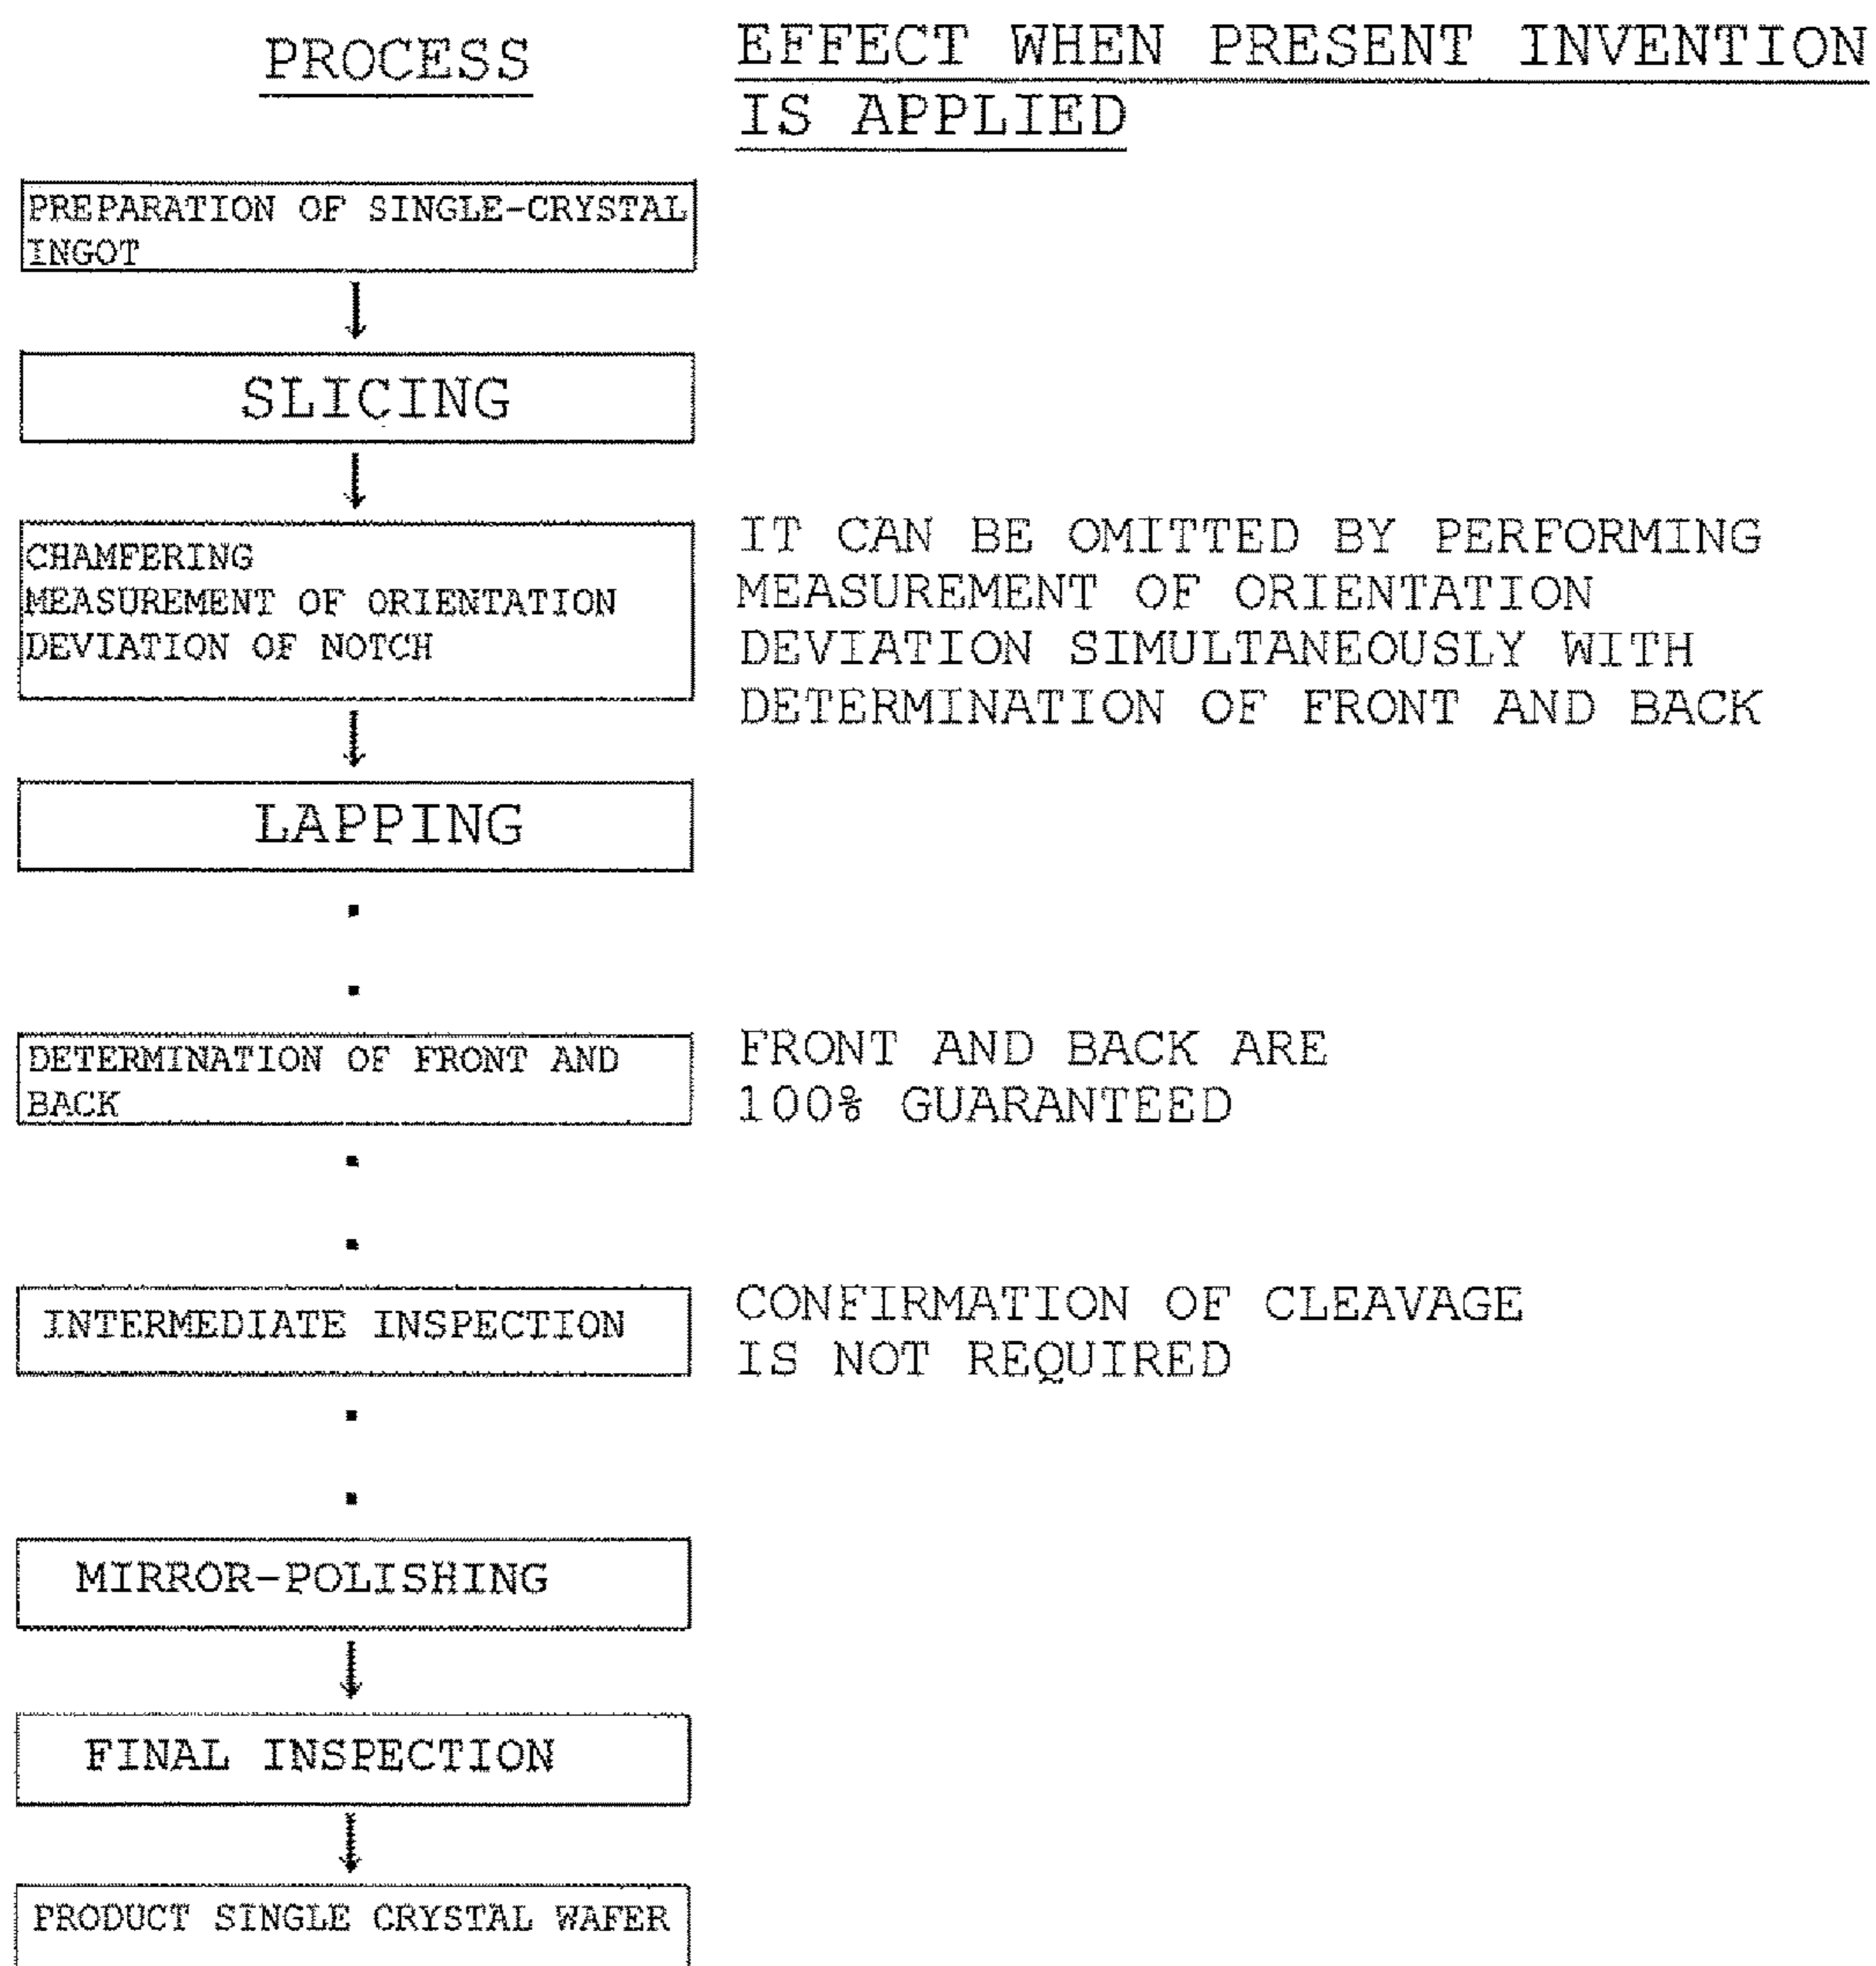 PROCESS
EFFECT WHEN PRESENT INVENTION
IS APPLIED
PREPARATION OF SINGLE-CRYSTAL
INGOT
SLICING
CHAMFERING
MEASUREMENT OF ORIENTATION
DEVIATION OF NOTCH
IT CAN BE OMITTED BY PERFORMING
MEASUREMENT OF ORIENTATION
DEVIATION SIMULTANEOUSLY WITH
DETERMINATION OF FRONT AND BACK
LAPPING
DETERMINATION OF FRONT AND
BACK
FRONT AND BACK ARE
100% GUARANTEED
INTERMEDIATE INSPECTION
CONFIRMATION OF CLEAVAGE
IS NOT REQUIRED
MIRROR-POLISHING
FINAL INSPECTION
PRODUCT SINGLE CRYSTAL WAFER